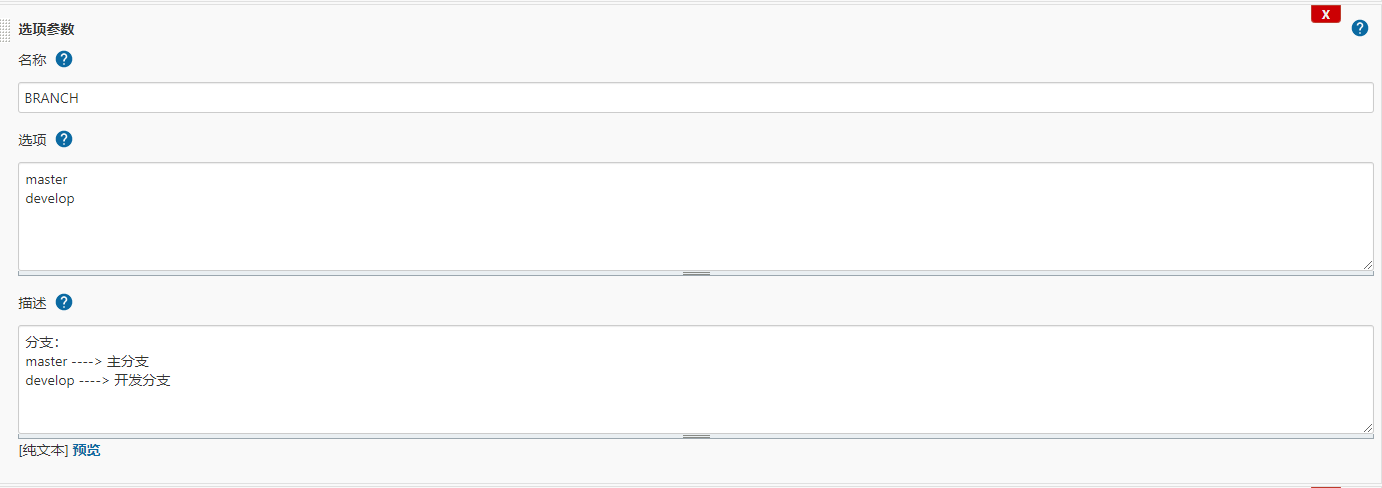 X
选项参数
名称
BRANCH
选项
master
develop
描述
分支：
master ----> 主分支
develop ----> 开发分支
[纯文本] 预览